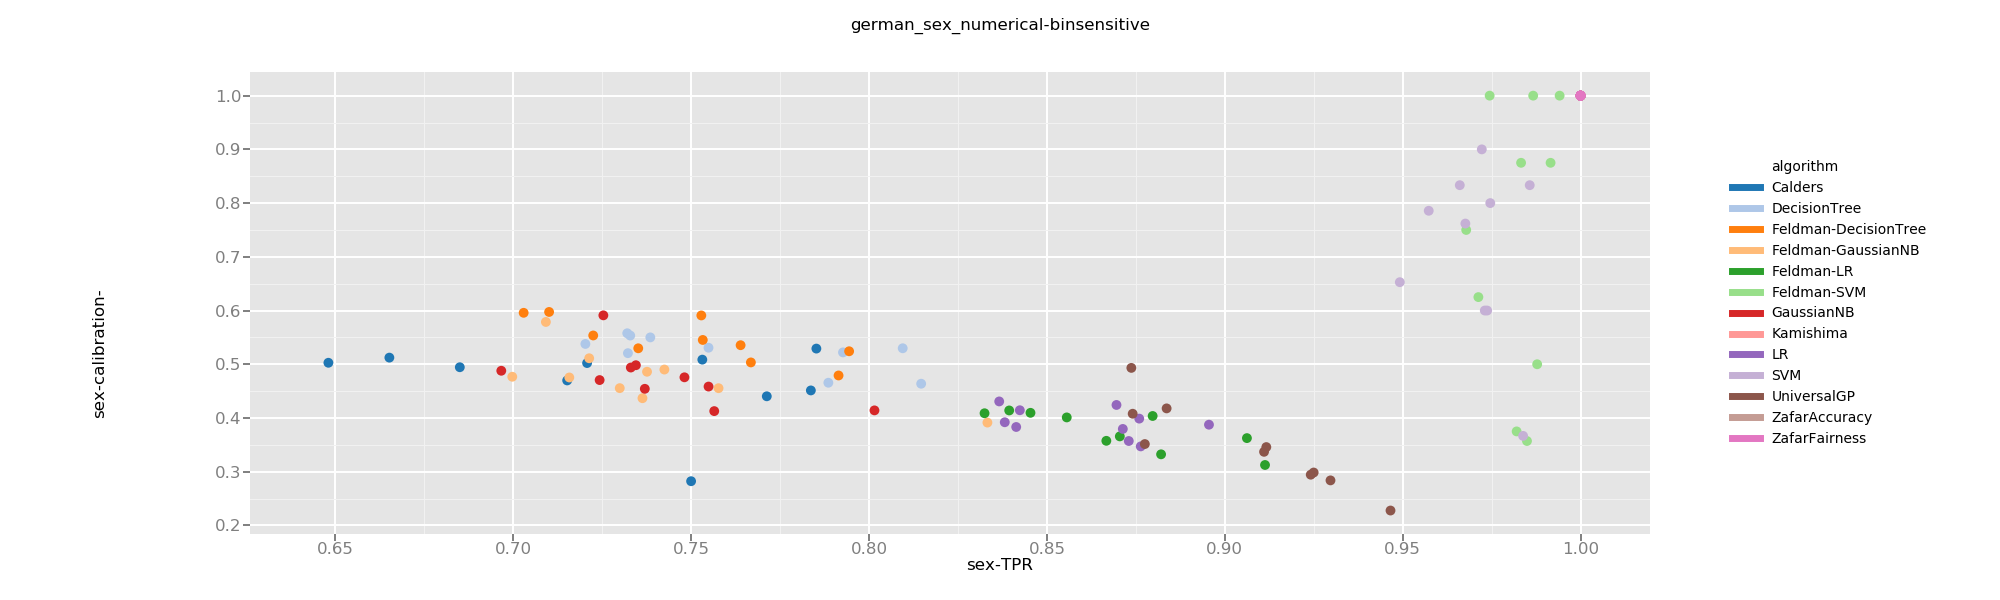 german_sex_numerical-binsensitive
1.0
0.9
0.8
0.7
0.6
0.5
0.4
0.3
0.2
sex-calibration-
0.65 0.70 0.75 0.80 0.85 0.90 0.95 1.00
sex-TPR
algorithm
Calders
DecisionTree
Feldman-DecisionTree
Feldman-GaussianNB
Feldman-LR
Feldman-SVM
GaussianNB
Kamishima
LR
SVM
UniversalGP
ZafarAccuracy
ZafarFairness